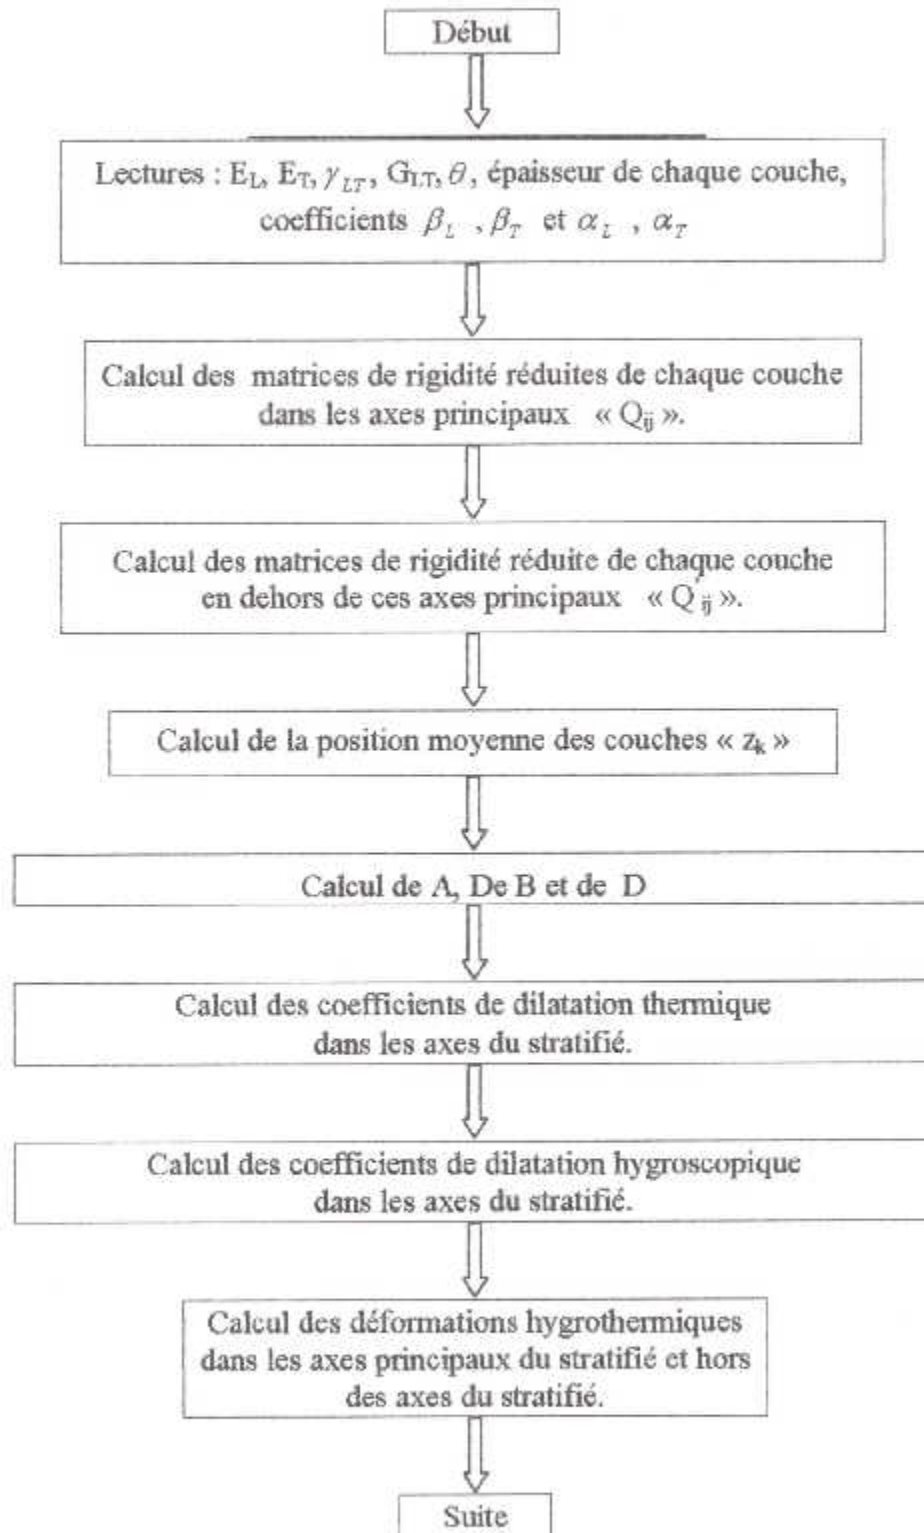 Début
Lectures : E_L, E_T, γ_LT, G_LT, θ, épaisseur de chaque couche,
coefficients β_L , β_T et α_L , α_T
Calcul des matrices de rigidité réduites de chaque couche
dans les axes principaux « Q_ij ».
Calcul des matrices de rigidité réduite de chaque couche
en dehors de ces axes principaux « Q'_ij ».
Calcul de la position moyenne des couches « z_k »
Calcul de A, De B et de D
Calcul des coefficients de dilatation thermique
dans les axes du stratifié.
Calcul des coefficients de dilatation hygroscopique
dans les axes du stratifié.
Calcul des déformations hygrothermiques
dans les axes principaux du stratifié et hors
des axes du stratifié.
Suite